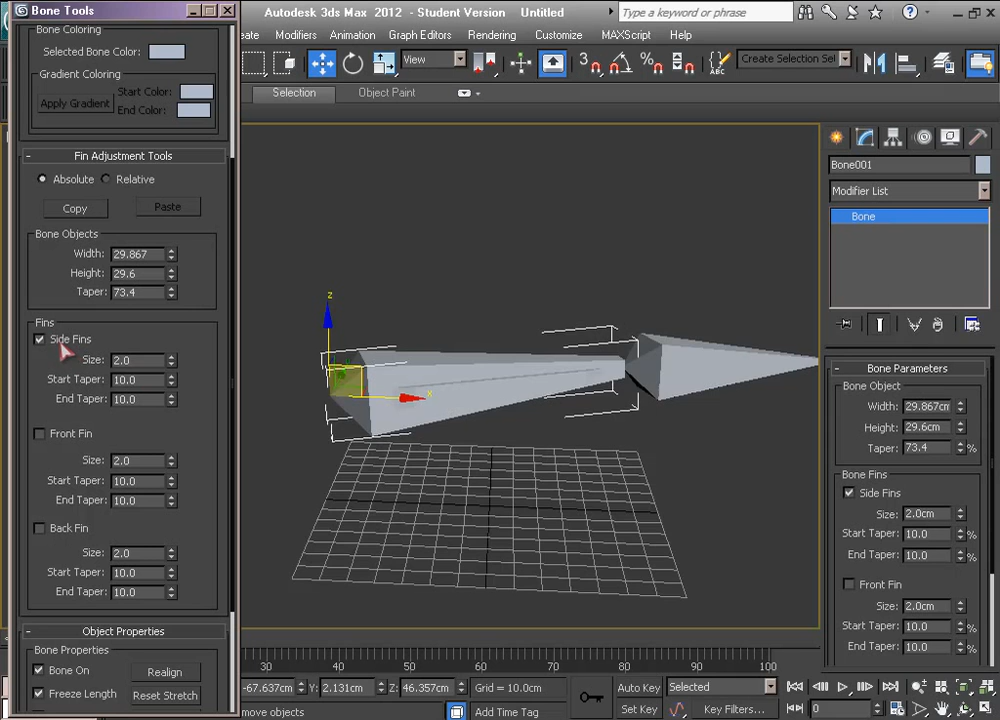 Bone Tools
Autodesk 3ds Max 2012 - Student Version Untitled
Type a keyword or phrase
Modifiers Animation Graph Editors Rendering Customize MAXScript Help
View
Create Selection Sel
Selection Object Paint
Bone Coloring
Selected Bone Color:
Gradient Coloring
Apply Gradient
Start Color:
End Color:
Fin Adjustment Tools
Absolute Relative
Copy Paste
Bone Objects
Width: 29.867
Height: 29.6
Taper: 73.4
Fins
Side Fins
Size: 2.0
Start Taper: 10.0
End Taper: 10.0
Front Fin
Size: 2.0
Start Taper: 10.0
End Taper: 10.0
Back Fin
Size: 2.0
Start Taper: 10.0
End Taper: 10.0
Object Properties
Bone Properties
Bone On Realign
Freeze Length Reset Stretch
z
x
Bone001
Modifier List
Bone
Bone Parameters
Bone Object
Width: 29.867cm
Height: 29.6cm
Taper: 73.4 %
Bone Fins
Side Fins
Size: 2.0cm
Start Taper: 10.0 %
End Taper: 10.0 %
Front Fin
Size: 2.0cm
Start Taper: 10.0 %
End Taper: 10.0 %
30 40 50 60 70 80 90 100
-67.637cm Y: 2.131cm Z: 46.357cm Grid = 10.0cm
Auto Key Selected
move objects Add Time Tag
Set Key Key Filters... 0